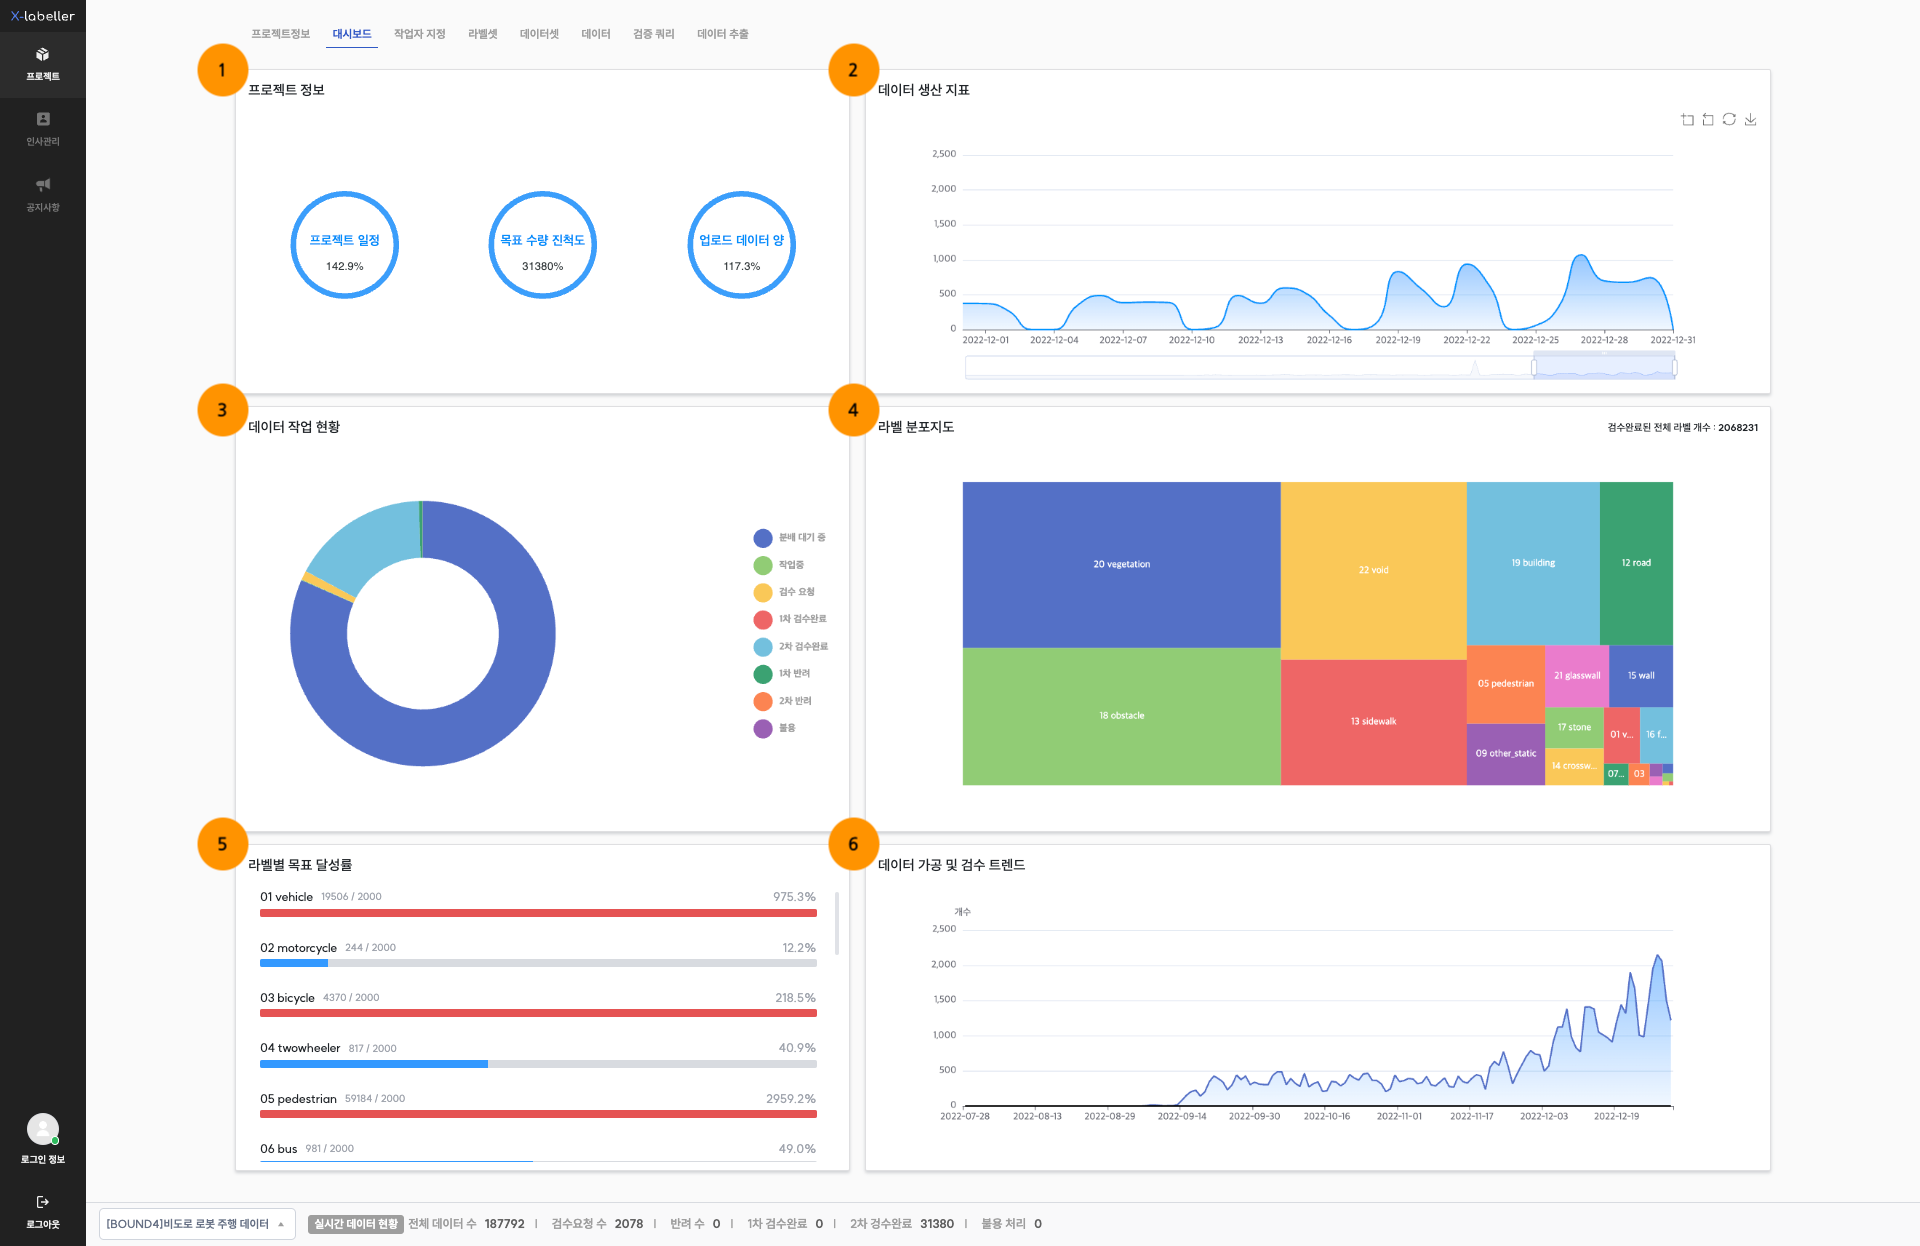 X-labeller
프로젝트
인사관리
공지사항
로그인 정보
로그아웃
프로젝트정보 대시보드 작업자 지정 라벨셋 데이터셋 데이터 검증 쿼리 데이터 추출
1
프로젝트 정보
프로젝트 일정
142.9%
목표 수량 진척도
31380%
업로드 데이터 양
117.3%
2
데이터 생산 지표
2,500
2,000
1,500
1,000
500
0
2022-12-01 2022-12-04 2022-12-07 2022-12-10 2022-12-13 2022-12-16 2022-12-19 2022-12-22 2022-12-25 2022-12-28 2022-12-31
3
데이터 작업 현황
분배 대기 중
작업중
검수 요청
1차 검수완료
2차 검수완료
1차 반려
2차 반려
불용
4
라벨 분포지도
검수완료된 전체 라벨 개수 : 2068231
20 vegetation
18 obstacle
22 void
13 sidewalk
19 building
12 road
05 pedestrian
09 other_static
21 glasswall
15 wall
17 stone
14 crossw...
01 v...
16 f...
07...
03
5
라벨별 목표 달성률
01 vehicle 19506 / 2000 975.3%
02 motorcycle 244 / 2000 12.2%
03 bicycle 4370 / 2000 218.5%
04 twowheeler 817 / 2000 40.9%
05 pedestrian 59184 / 2000 2959.2%
06 bus 981 / 2000 49.0%
6
데이터 가공 및 검수 트렌드
개수
2,500
2,000
1,500
1,000
500
0
2022-07-28 2022-08-13 2022-08-29 2022-09-14 2022-09-30 2022-10-16 2022-11-01 2022-11-17 2022-12-03 2022-12-19
[BOUND4]비도로 로봇 주행 데이터 실시간 데이터 현황 전체 데이터 수 187792 | 검수요청 수 2078 | 반려 수 0 | 1차 검수완료 0 | 2차 검수완료 31380 | 불용 처리 0